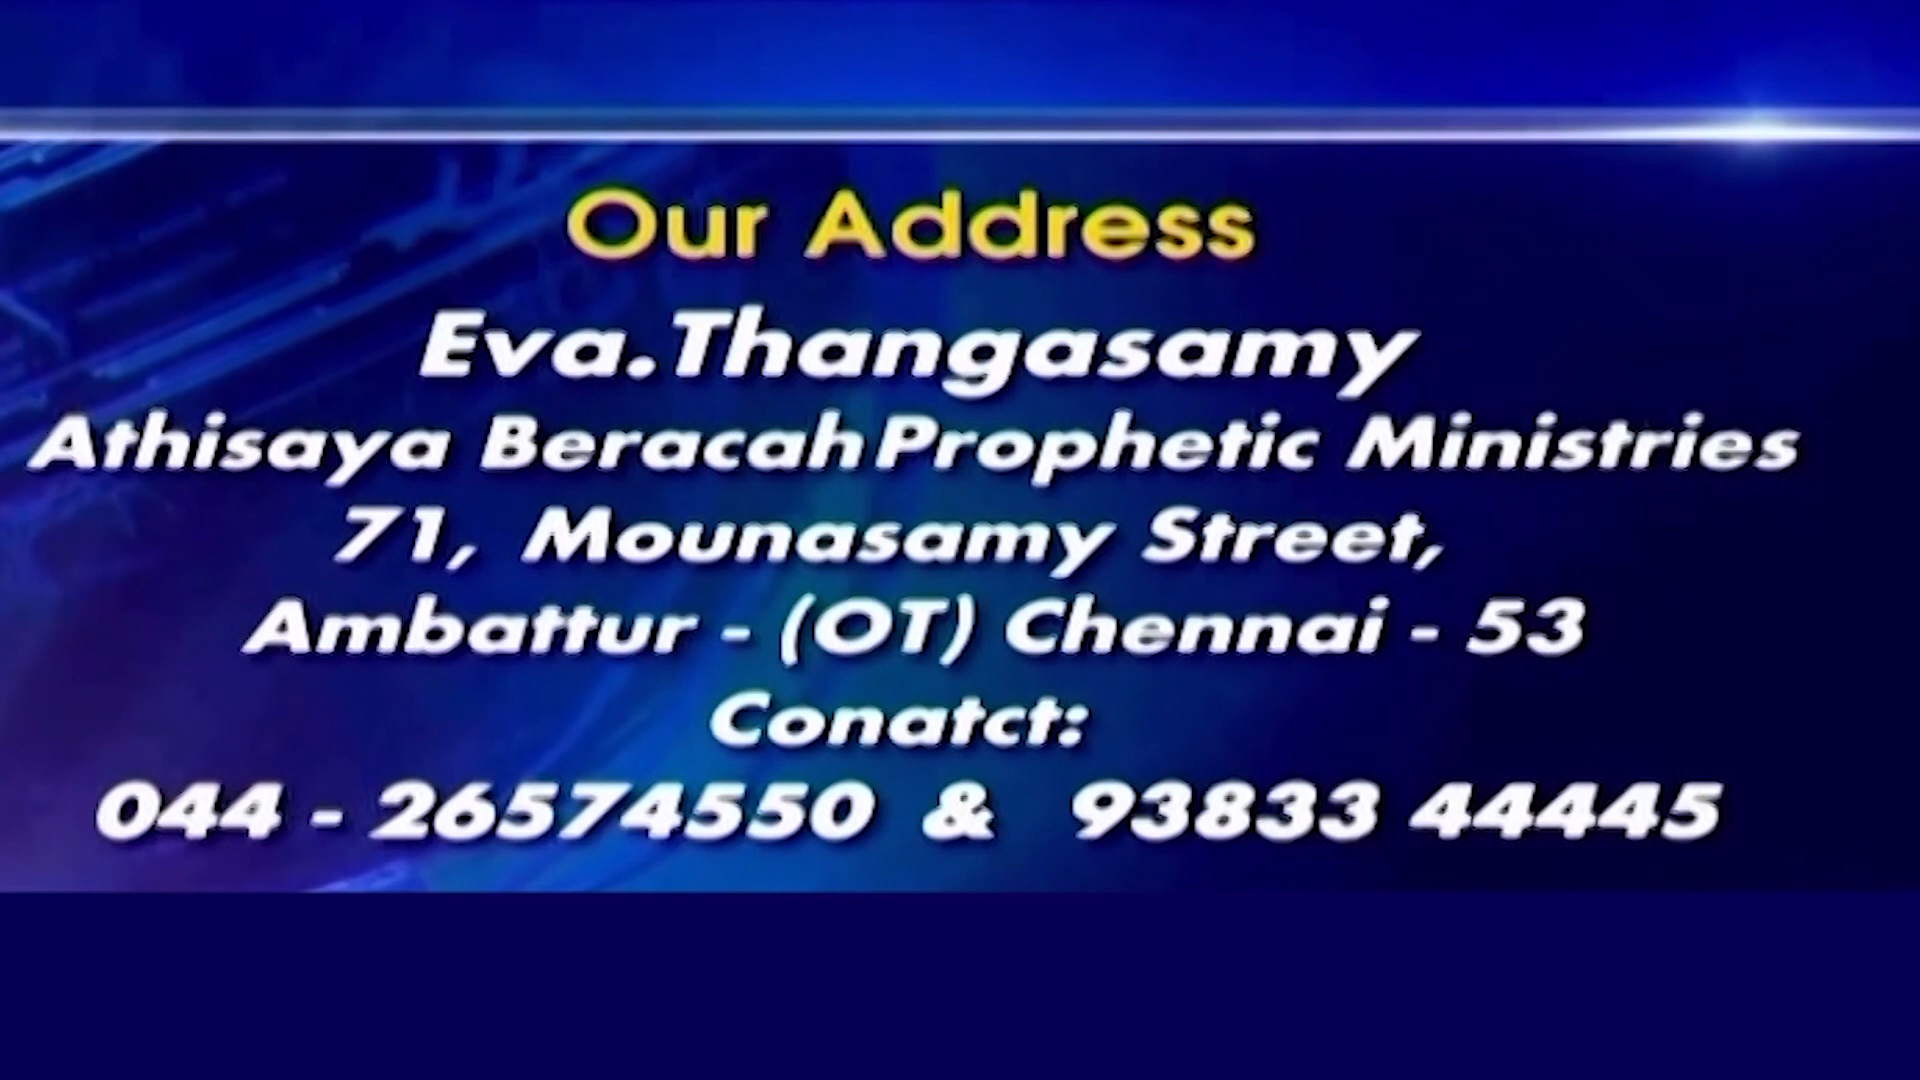 Our Address
Eva.Thangasamy
Athisaya Beracah Prophetic Ministries
71, Mounasamy Street,
Ambattur - (OT) Chennai - 53
Conatct:
044 - 26574550 & 93833 44445